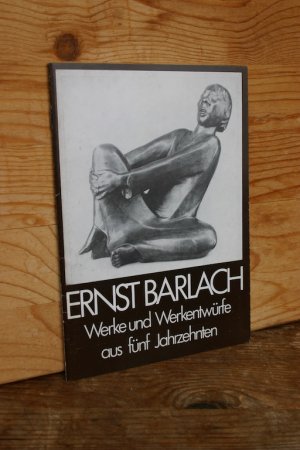 ERNST BARLACH
Werke und Werkentwürfe
aus fünf Jahrzehnten